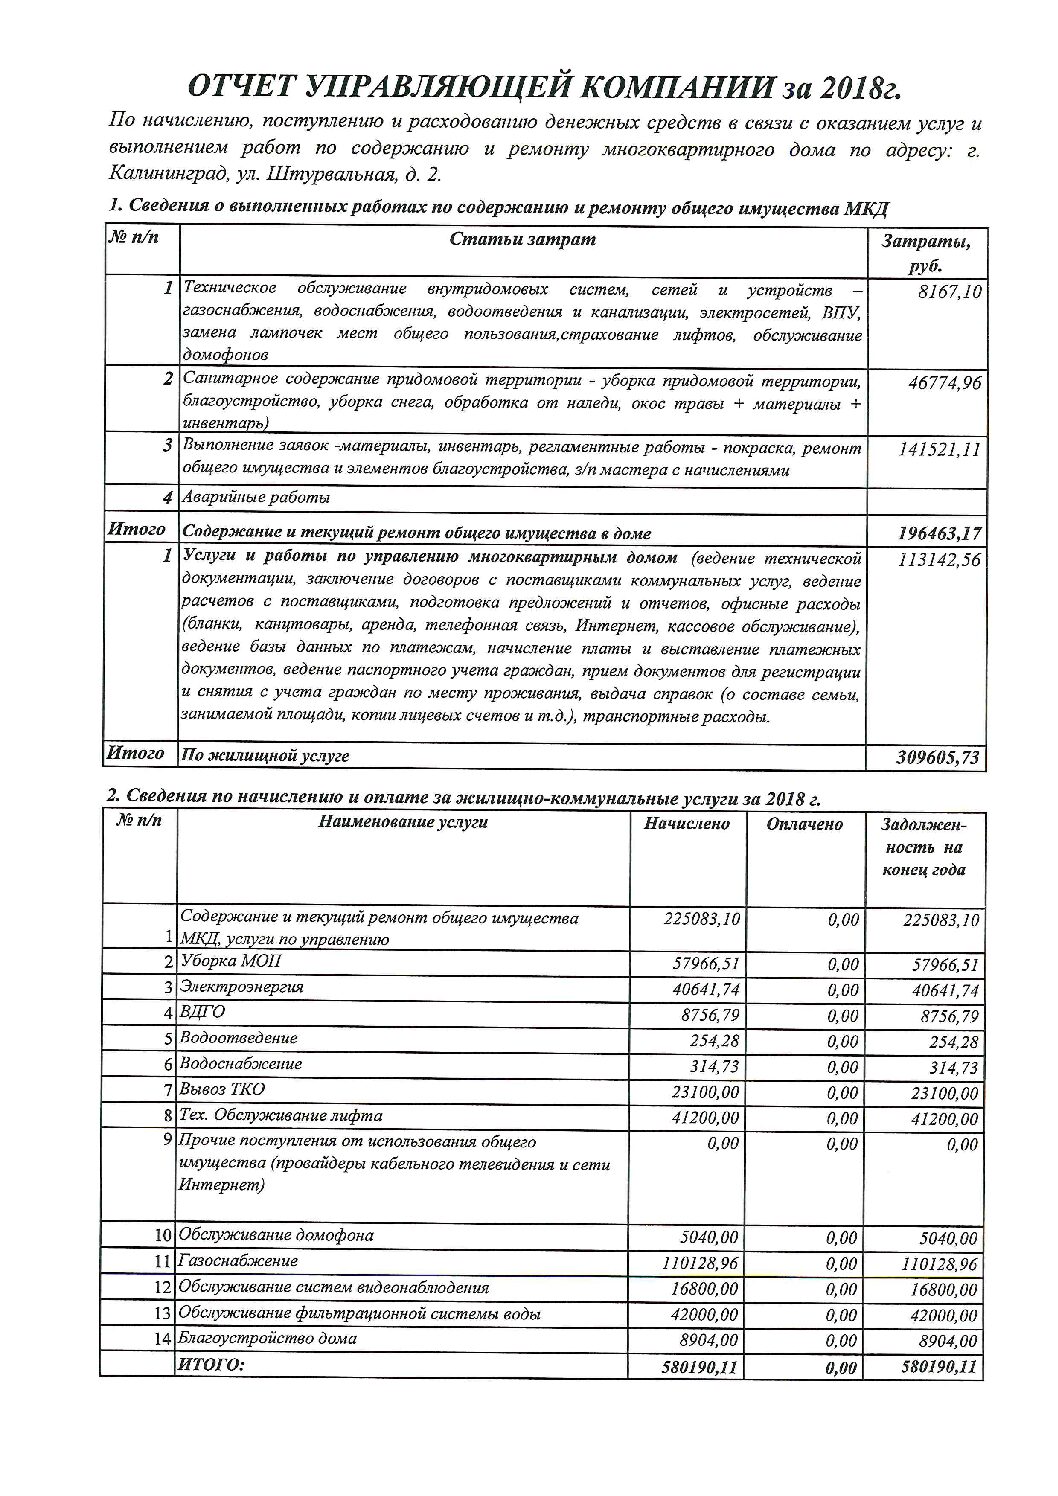 ОТЧЕТ УПРАВЛЯЮЩЕЙ КОМПАНИИ за 2018г.
По начислению, поступлению и расходованию денежных средств в связи с оказанием услуг и
выполнением работ по содержанию и ремонту многоквартирного дома по адресу: г.
Калининград, ул. Штурвальная, д. 2.
1. Сведения о выполненных работах по содержанию и ремонту общего имущества МКД
№ п/п Статьи затрат Затраты,
руб.
1 Техническое обслуживание внутридомовых систем, сетей и устройств – 8167,10
газоснабжения, водоснабжения, водоотведения и канализации, электросетей, ВПУ,
замена лампочек мест общего пользования,страхование лифтов, обслуживание
домофонов
2 Санитарное содержание придомовой территории - уборка придомовой территории, 46774,96
благоустройство, уборка снега, обработка от наледи, окос травы + материалы +
инвентарь)
3 Выполнение заявок -материалы, инвентарь, регламентные работы - покраска, ремонт 141521,11
общего имущества и элементов благоустройства, з/п мастера с начислениями
4 Аварийные работы
Итого Содержание и текущий ремонт общего имущества в доме 196463,17
1 Услуги и работы по управлению многоквартирным домом (ведение технической 113142,56
документации, заключение договоров с поставщиками коммунальных услуг, ведение
расчетов с поставщиками, подготовка предложений и отчетов, офисные расходы
(бланки, канцтовары, аренда, телефонная связь, Интернет, кассовое обслуживание),
ведение базы данных по платежам, начисление платы и выставление платежных
документов, ведение паспортного учета граждан, прием документов для регистрации
и снятия с учета граждан по месту проживания, выдача справок (о составе семьи,
занимаемой площади, копии лицевых счетов и т.д.), транспортные расходы.
Итого По жилищной услуге 309605,73
2. Сведения по начислению и оплате за жилищно-коммунальные услуги за 2018 г.
№ п/п Наименование услуги Начислено Оплачено Задолжен-
ность на
конец года
Содержание и текущий ремонт общего имущества 225083,10 0,00 225083,10
1 МКД, услуги по управлению
2 Уборка МОП 57966,51 0,00 57966,51
3 Электроэнергия 40641,74 0,00 40641,74
4 ВДГО 8756,79 0,00 8756,79
5 Водоотведение 254,28 0,00 254,28
6 Водоснабжение 314,73 0,00 314,73
7 Вывоз ТКО 23100,00 0,00 23100,00
8 Тех. Обслуживание лифта 41200,00 0,00 41200,00
9 Прочие поступления от использования общего 0,00 0,00 0,00
имущества (провайдеры кабельного телевидения и сети
Интернет)
10 Обслуживание домофона 5040,00 0,00 5040,00
11 Газоснабжение 110128,96 0,00 110128,96
12 Обслуживание систем видеонаблюдения 16800,00 0,00 16800,00
13 Обслуживание фильтрационной системы воды 42000,00 0,00 42000,00
14 Благоустройство дома 8904,00 0,00 8904,00
ИТОГО: 580190,11 0,00 580190,11